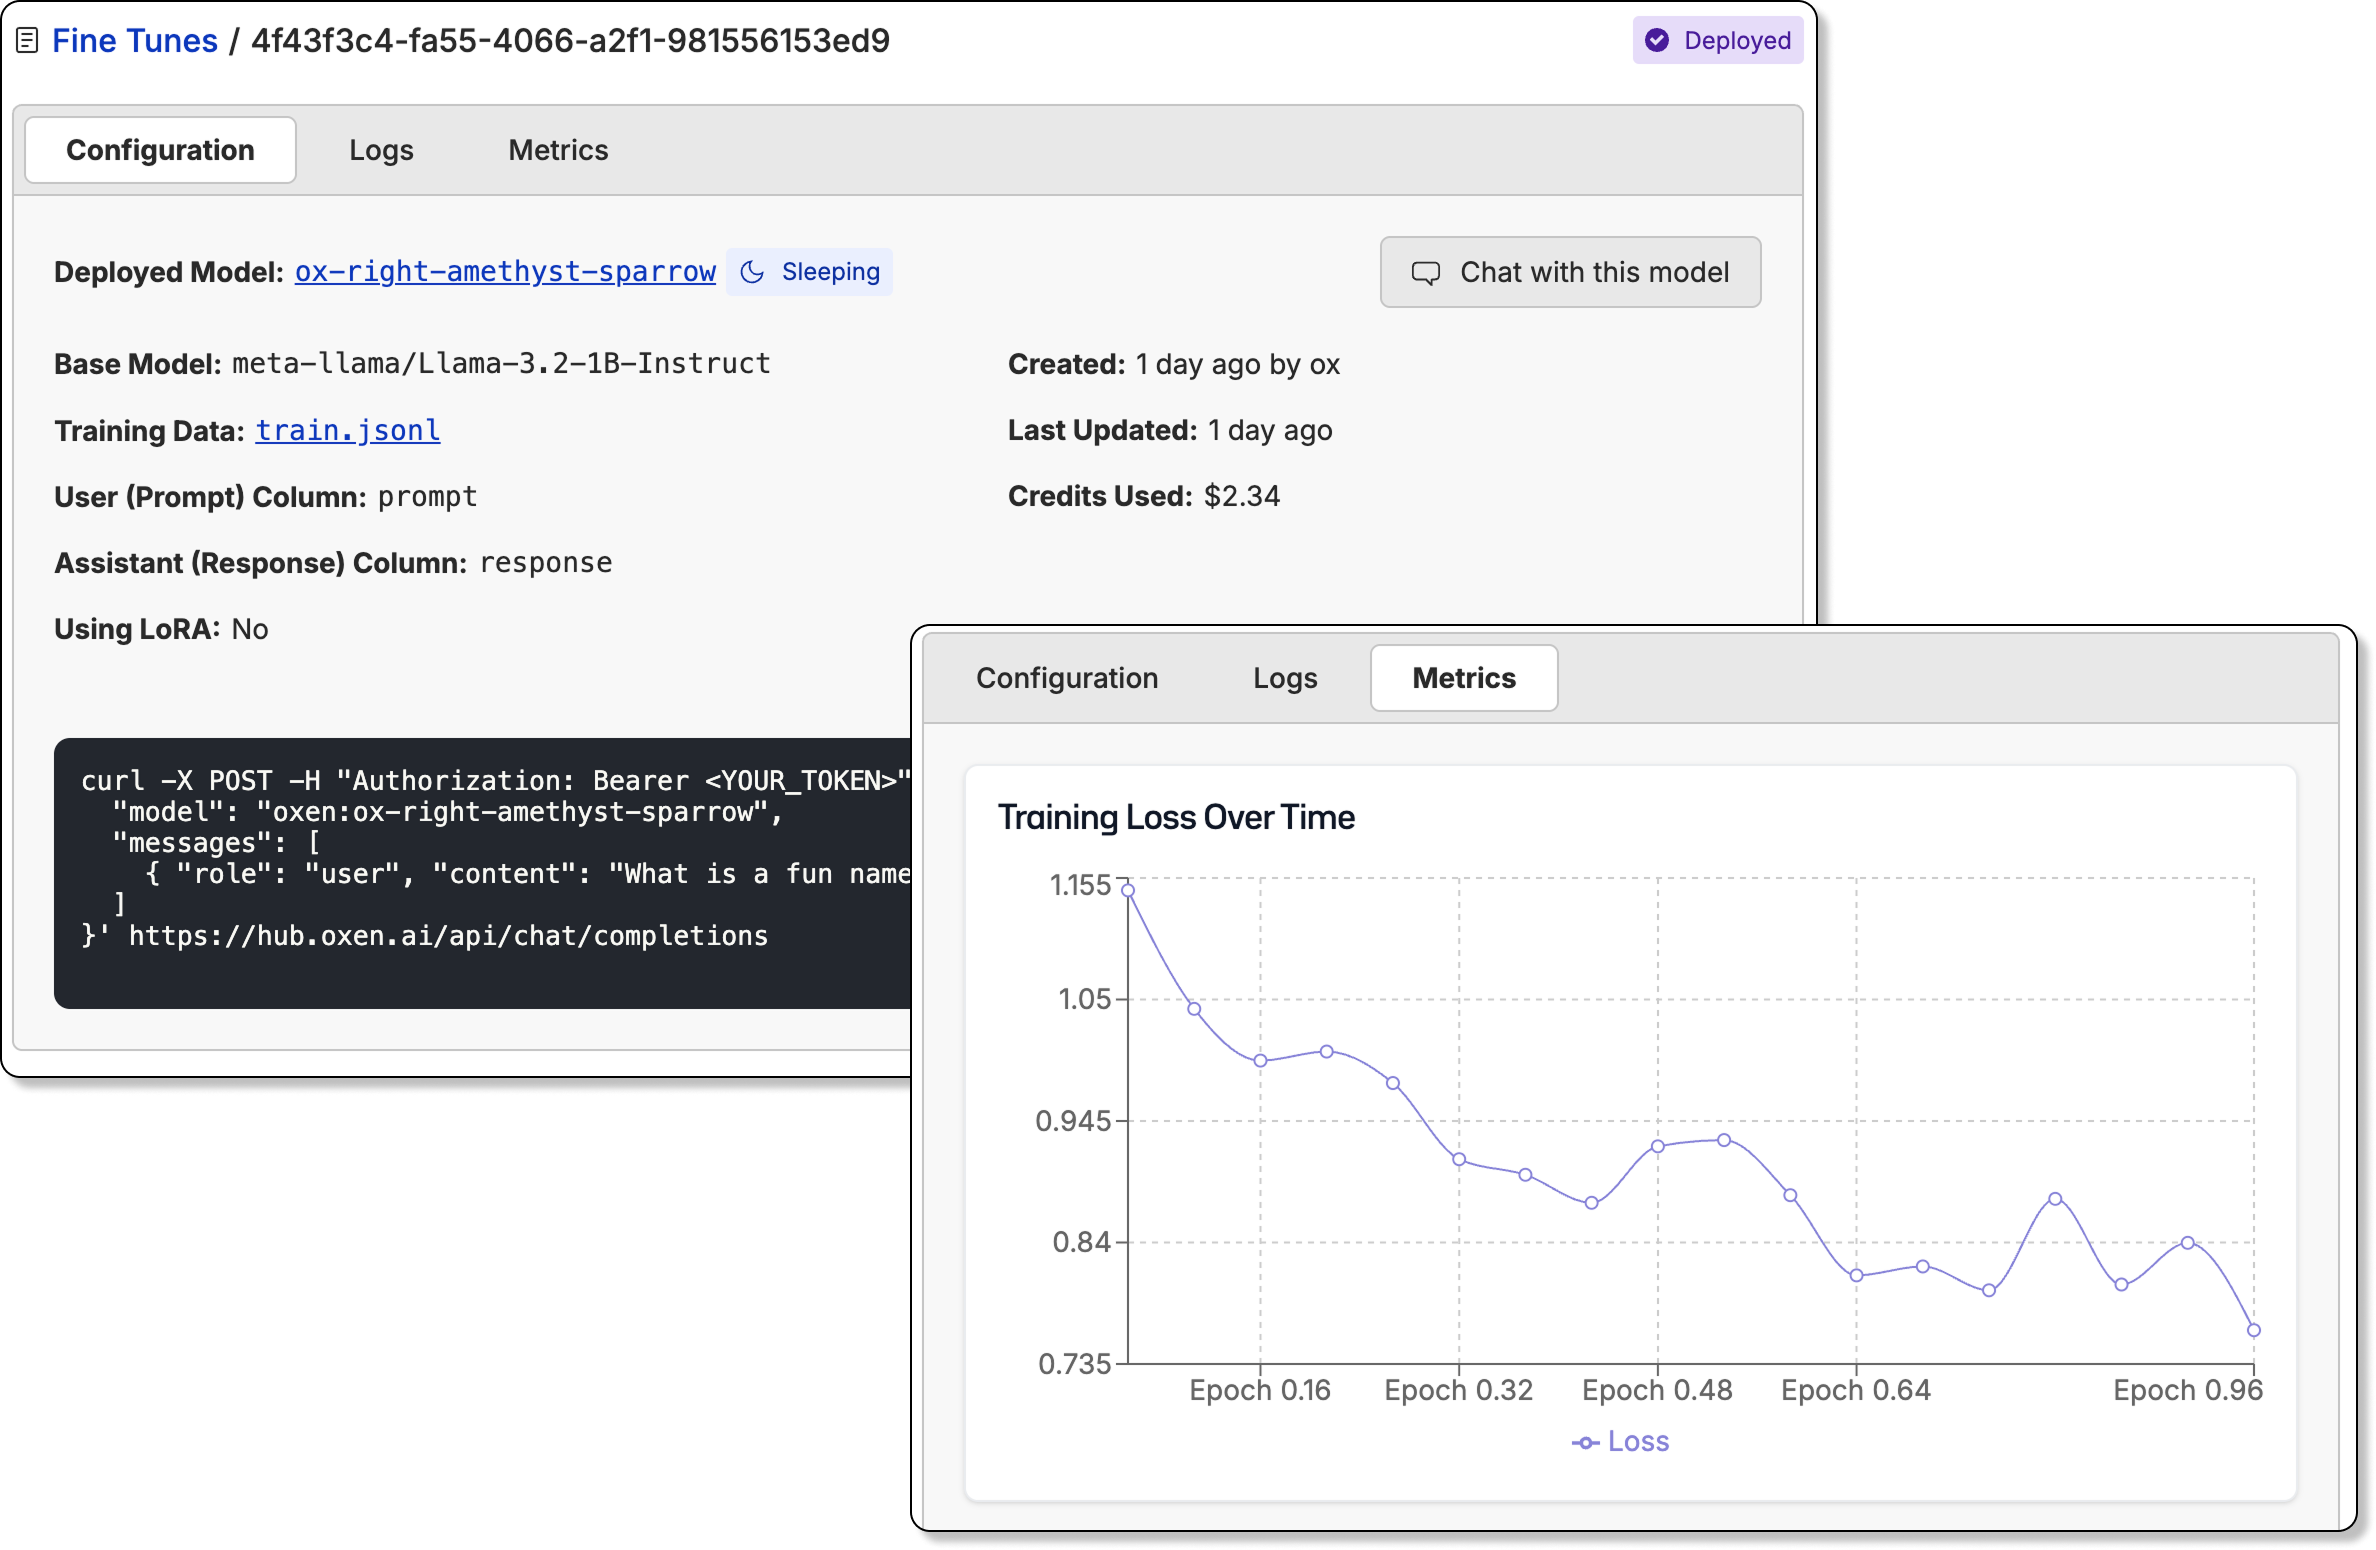 Fine Tunes / 4f43f3c4-fa55-4066-a2f1-981556153ed9
Deployed
Configuration Logs Metrics
Deployed Model: ox-right-amethyst-sparrow Sleeping
Chat with this model
Base Model: meta-llama/Llama-3.2-1B-Instruct
Created: 1 day ago by ox
Training Data: train.jsonl
Last Updated: 1 day ago
User (Prompt) Column: prompt
Credits Used: $2.34
Assistant (Response) Column: response
Using LoRA: No
curl -X POST -H "Authorization: Bearer <YOUR_TOKEN>"
"model": "oxen:ox-right-amethyst-sparrow",
"messages": [
{ "role": "user", "content": "What is a fun name
]
}' https://hub.oxen.ai/api/chat/completions
Configuration Logs Metrics
Training Loss Over Time
1.155
1.05
0.945
0.84
0.735
Epoch 0.16 Epoch 0.32 Epoch 0.48 Epoch 0.64 Epoch 0.96
Loss